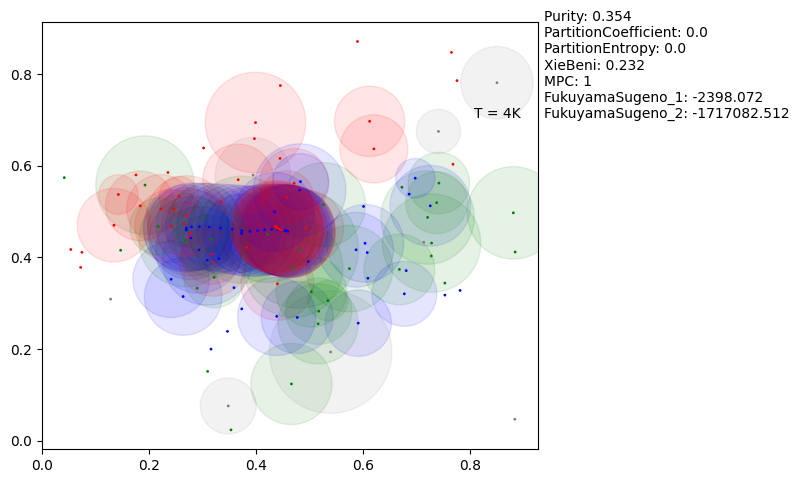 Purity: 0.354
PartitionCoefficient: 0.0
PartitionEntropy: 0.0
XieBeni: 0.232
MPC: 1
FukuyamaSugeno_1: -2398.072
FukuyamaSugeno_2: -1717082.512
T = 4K
0.8
0.6
0.4
0.2
0.0
0.0 0.2 0.4 0.6 0.8